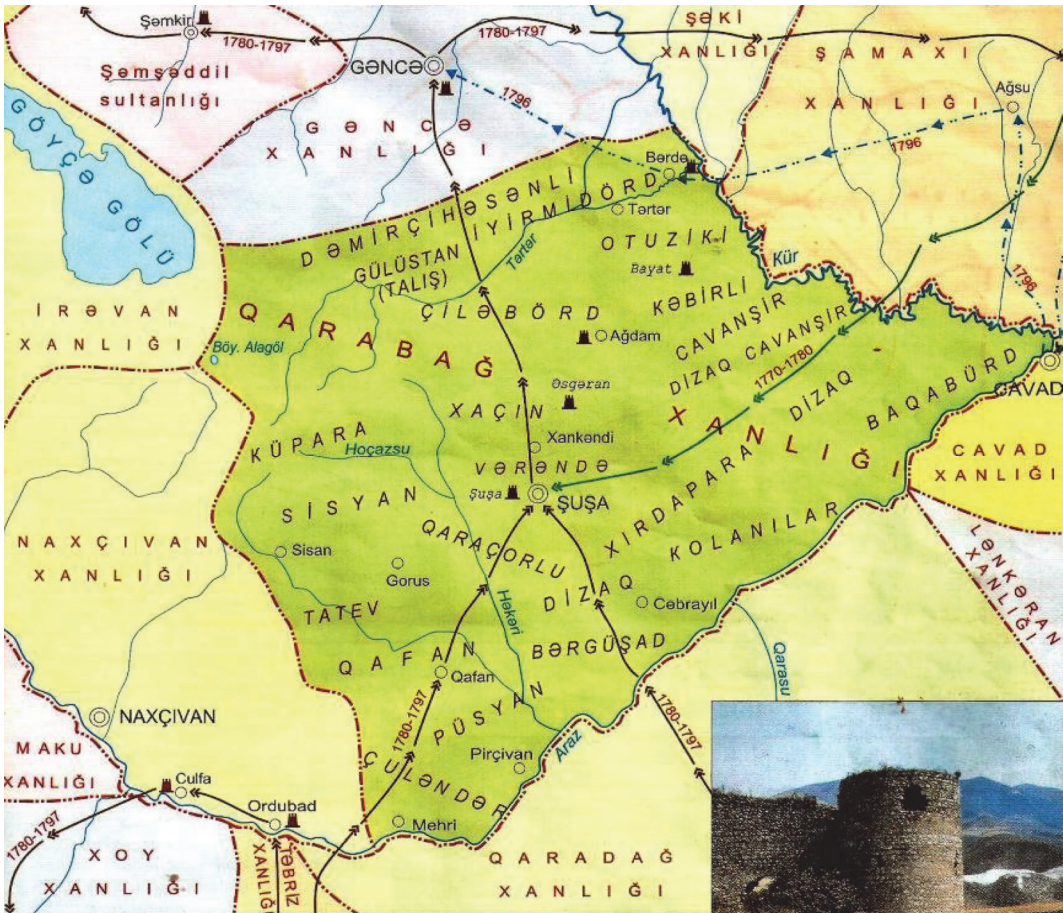 Şəmkir
1780-1797
1780-1797
ŞƏKİ
XANLIĞI
GƏNCƏ
Şəmşəddil
sultanlığı
ŞAMAXI
XANLIĞI
Ağsu
1796
1796
GƏNCƏ
XANLIĞI
GÖYÇƏ GÖLÜ
Bərdə
DƏMİRÇİHƏSƏNLİ
İYİRMİDÖRD
Tərtər
Tərtər
GÜLÜSTAN
(TALIŞ)
OTUZİKİ
Bayat
Kür
1796
İRƏVAN
XANLIĞI
ÇİLƏBÖRD
KƏBİRLİ
CAVANŞİR
DİZAQ CAVANŞİR
QARABAĞ
XANLIĞI
Ağdam
Böy. Alagöl
1770-1780
DİZAQ
BAQABÜRD
CAVAD
Əsgəran
XAÇIN
Xankəndi
KÜPARA
Hoçazsu
VƏRƏNDƏ
CAVAD
XANLIĞI
Şuşa
ŞUŞA
XIRDAPARA
SİSYAN
KOLANILAR
QARAÇORLU
NAXÇIVAN
XANLIĞI
Sisan
Gorus
LƏNKƏRAN
XANLIĞI
Həkəri
DİZAQ
Cəbrayıl
TATEV
BƏRGÜŞAD
QAFAN
Qafan
Qarasu
1780-1797
1780-1797
PÜSYAN
NAXÇIVAN
Araz
Pirçivan
MAKU
XANLIĞI
Culfa
ÇULƏNDƏR
Ordubad
Mehri
1780-1797
XOY
XANLIĞI
TƏBRİZ
XANLIĞI
QARADAĞ
XANLIĞI